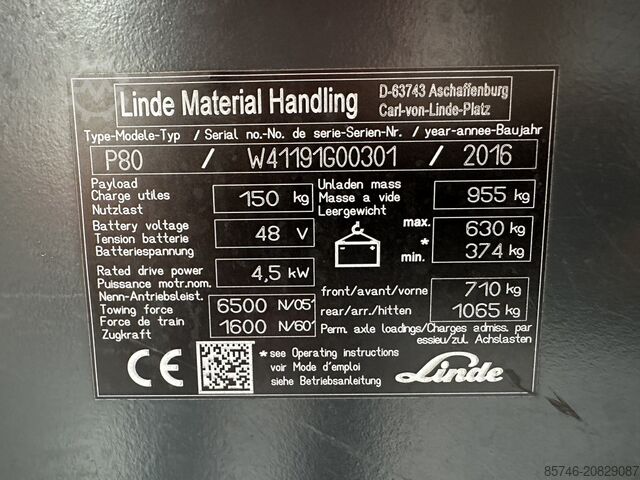 Linde Material Handling
D-63743 Aschaffenburg
Carl-von-Linde-Platz
Type-Modele-Typ / Serial no.-No. de serie-Serien-Nr. / year-annee-Baujahr
P80 / W41191G00301 / 2016
Payload
Charge utiles 150 kg
Nutzlast
Unladen mass
Masse a vide 955 kg
Leergewicht
Battery voltage
Tension batterie 48 V
Batteriespannung
max. 630 kg
*
min. 374 kg
Rated drive power
Puissance motr.nom. 4,5 kW
Nenn-Antriebsleist.
front/avant/vorne 710 kg
rear/arr./hitten 1065 kg
Towing force 6500 N/05'
Force de train 1600 N/60'
Zugkraft
Perm. axle loadings/Charges admiss. par
essieu/zul. Achslasten
CE
*see Operating instructions
voir Mode d'emploi
siehe Betriebsanleitung
Linde
85746-20829087